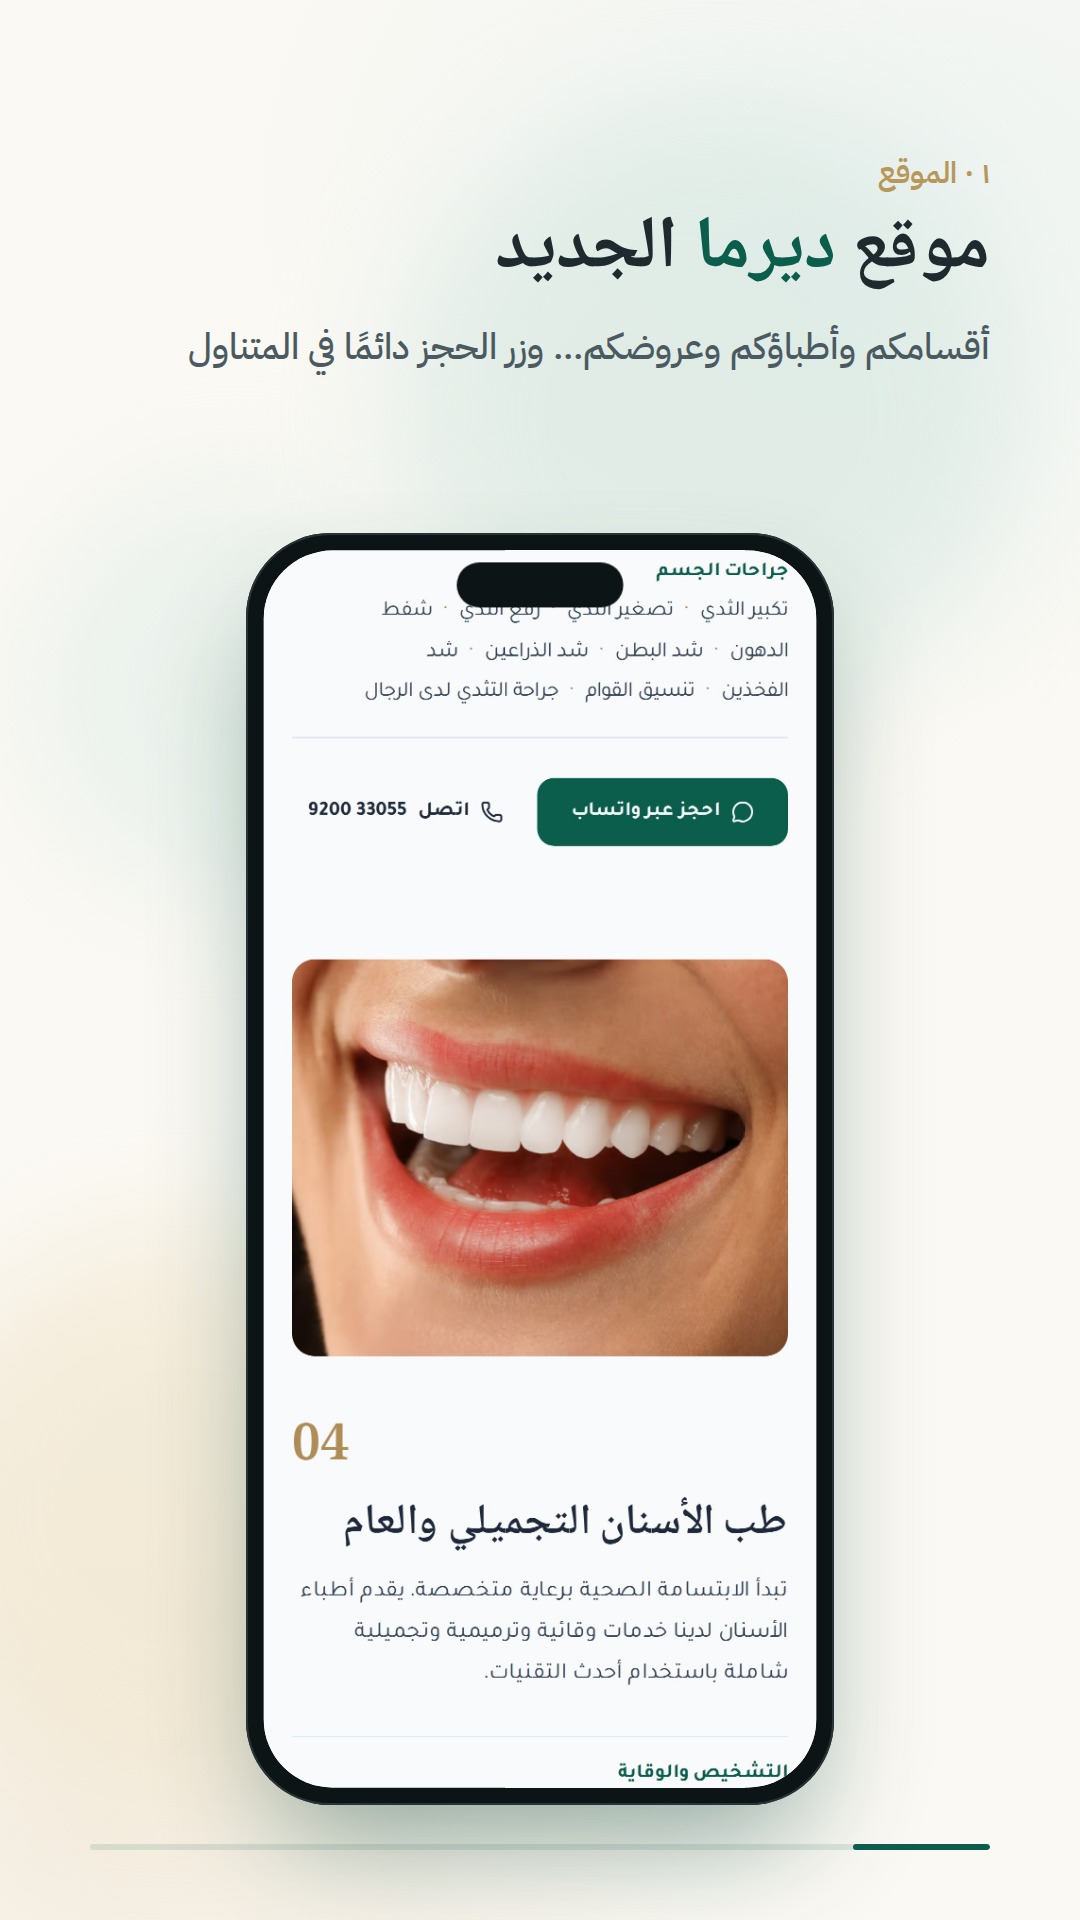 ١ • الموقع
موقع ديرما الجديد
أقسامكم وأطباؤكم وعروضكم... وزر الحجز دائمًا في المتناول
جراحات الجسم
تكبير الثدي · تصغير الثدي · رفع الثدي · شفط
الدهون · شد البطن · شد الذراعين · شد
الفخذين · تنسيق القوام · جراحة التثدي لدى الرجال
احجز عبر واتساب
اتصل 9200 33055
04
طب الأسنان التجميلي والعام
تبدأ الابتسامة الصحية برعاية متخصصة. يقدم أطباء
الأسنان لدينا خدمات وقائية وترميمية وتجميلية
شاملة باستخدام أحدث التقنيات.
التشخيص والوقاية